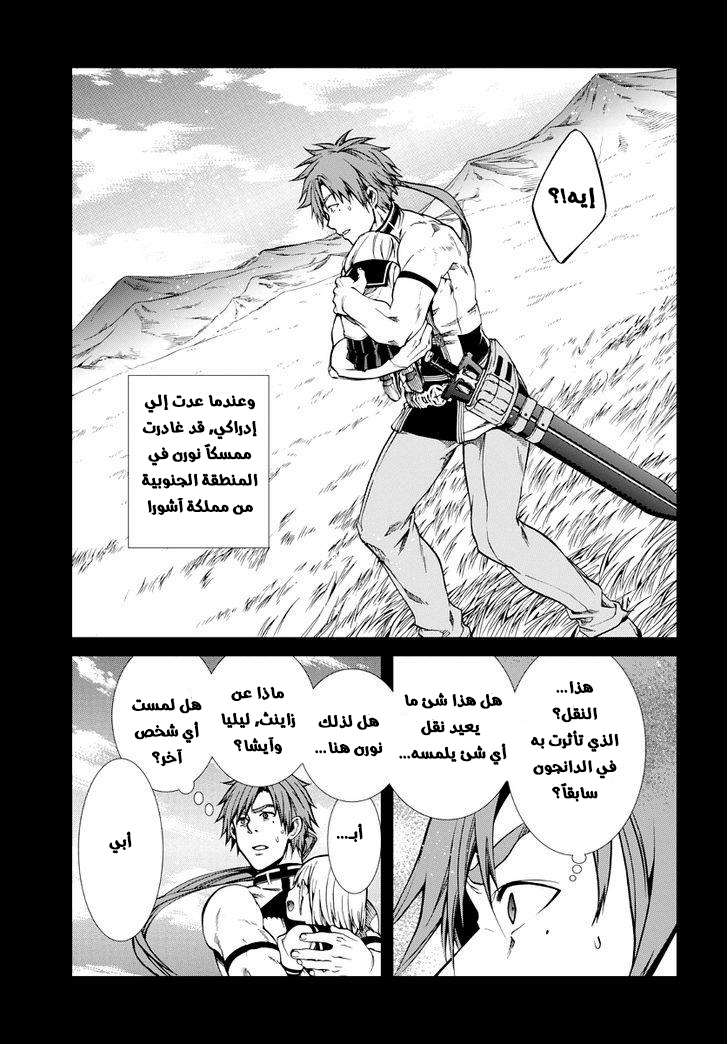 إيه!؟
وعندما عدت إلي
إدراكي, قد غادرت
ممسكاً نورن في
المنطقة الجنوبية
من مملكة آشورا
هذا...
النقل؟
الذي تأثرت به
في الدانجون
سابقاً؟
هل هذا شئ ما
يعيد نقل
أي شئ يلمسه...
هل لذلك
نورن هنا...
ماذا عن
زاينث, ليليا
وآيشا؟
هل لمست
أي شخص
آخر؟
أبـ...
أبي